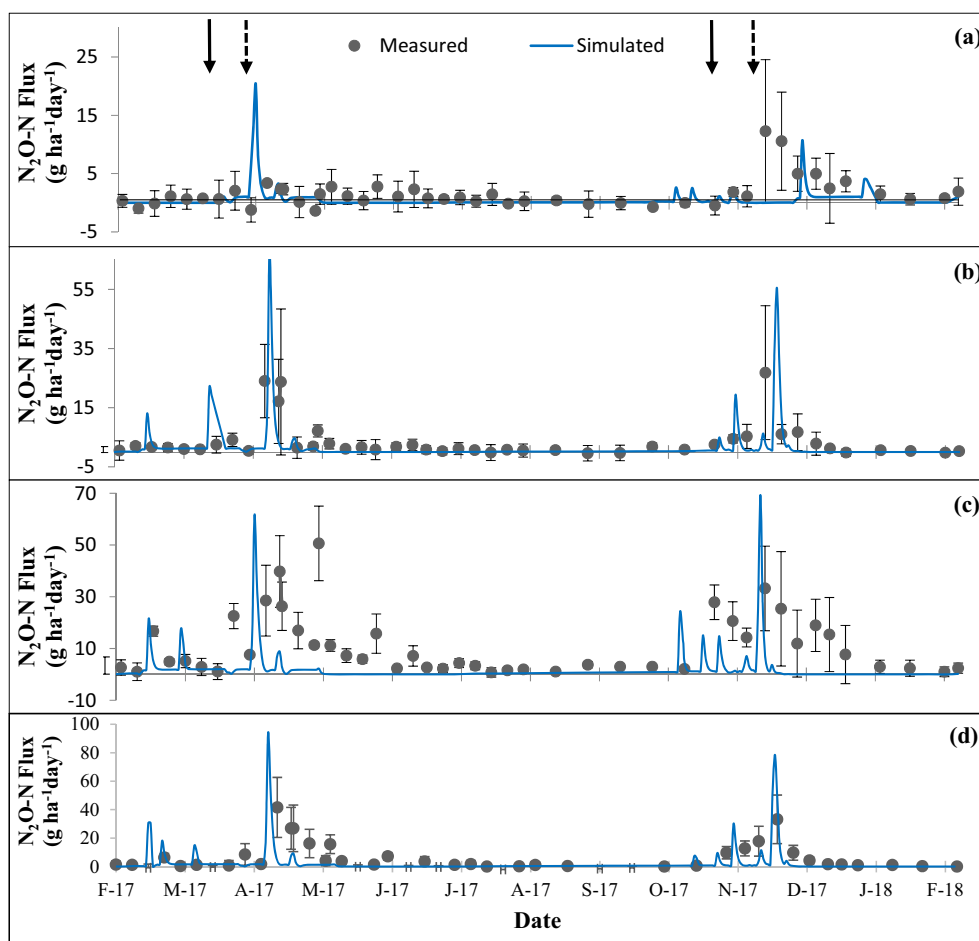 (a)
Measured
Simulated
N₂O-N Flux
(g ha⁻¹day⁻¹)
25
15
5
-5
(b)
N₂O-N Flux
(g ha⁻¹day⁻¹)
55
35
15
-5
(c)
N₂O-N Flux
(g ha⁻¹day⁻¹)
70
50
30
10
-10
(d)
N₂O-N Flux
(g ha⁻¹day⁻¹)
100
80
60
40
20
0
F-17 M-17 A-17 M-17 J-17 J-17 A-17 S-17 O-17 N-17 D-17 J-18 F-18
Date